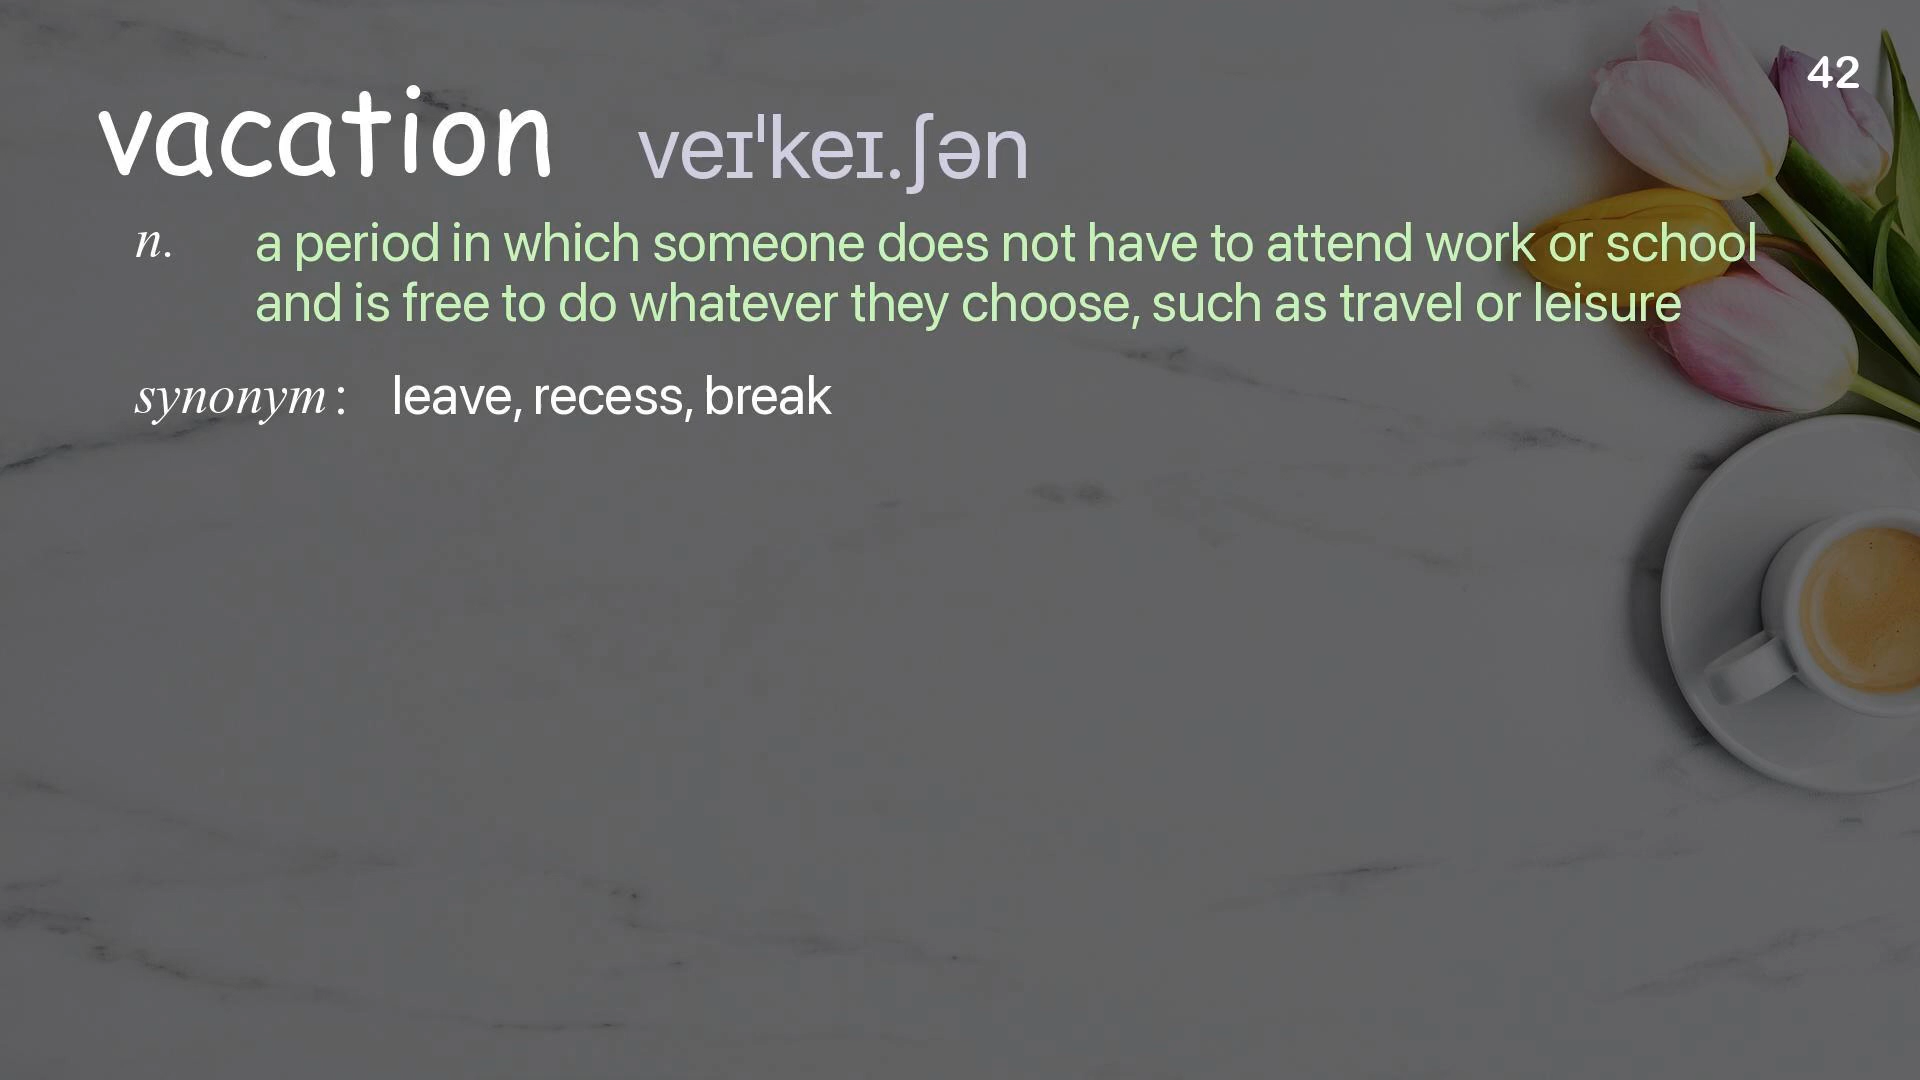 42
vacation veɪˈkeɪ.ʃən
n. a period in which someone does not have to attend work or school
and is free to do whatever they choose, such as travel or leisure
synonym: leave, recess, break